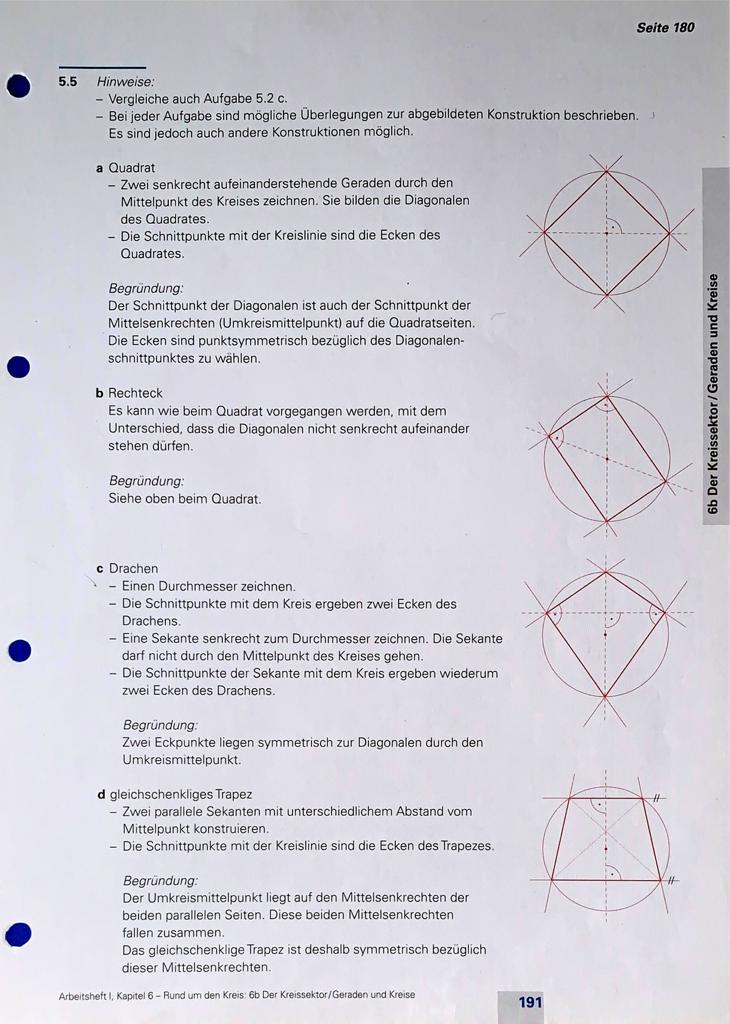 Seite 180
5.5 Hinweise:
– Vergleiche auch Aufgabe 5.2 c.
– Bei jeder Aufgabe sind mögliche Überlegungen zur abgebildeten Konstruktion beschrieben.
Es sind jedoch auch andere Konstruktionen möglich.
a Quadrat
– Zwei senkrecht aufeinanderstehende Geraden durch den
Mittelpunkt des Kreises zeichnen. Sie bilden die Diagonalen
des Quadrates.
– Die Schnittpunkte mit der Kreislinie sind die Ecken des
Quadrates.
Begründung:
Der Schnittpunkt der Diagonalen ist auch der Schnittpunkt der
Mittelsenkrechten (Umkreismittelpunkt) auf die Quadratseiten.
Die Ecken sind punktsymmetrisch bezüglich des Diagonalen-
schnittpunktes zu wählen.
b Rechteck
Es kann wie beim Quadrat vorgegangen werden, mit dem
Unterschied, dass die Diagonalen nicht senkrecht aufeinander
stehen dürfen.
Begründung:
Siehe oben beim Quadrat.
c Drachen
– Einen Durchmesser zeichnen.
– Die Schnittpunkte mit dem Kreis ergeben zwei Ecken des
Drachens.
– Eine Sekante senkrecht zum Durchmesser zeichnen. Die Sekante
darf nicht durch den Mittelpunkt des Kreises gehen.
– Die Schnittpunkte der Sekante mit dem Kreis ergeben wiederum
zwei Ecken des Drachens.
Begründung:
Zwei Eckpunkte liegen symmetrisch zur Diagonalen durch den
Umkreismittelpunkt.
d gleichschenkliges Trapez
– Zwei parallele Sekanten mit unterschiedlichem Abstand vom
Mittelpunkt konstruieren.
– Die Schnittpunkte mit der Kreislinie sind die Ecken des Trapezes.
Begründung:
Der Umkreismittelpunkt liegt auf den Mittelsenkrechten der
beiden parallelen Seiten. Diese beiden Mittelsenkrechten
fallen zusammen.
Das gleichschenklige Trapez ist deshalb symmetrisch bezüglich
dieser Mittelsenkrechten.
6b Der Kreissektor/Geraden und Kreise
Arbeitsheft I, Kapitel 6 – Rund um den Kreis: 6b Der Kreissektor/Geraden und Kreise
191